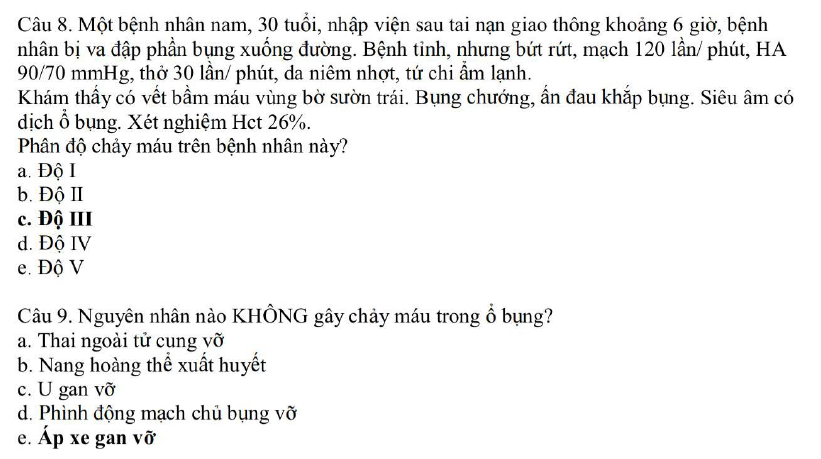 Câu 8. Một bệnh nhân nam, 30 tuổi, nhập viện sau tai nạn giao thông khoảng 6 giờ, bệnh
nhân bị va đập phần bụng xuống đường. Bệnh tỉnh, nhưng bứt rứt, mạch 120 lần/ phút, HA
90/70 mmHg, thở 30 lần/ phút, da niêm nhợt, tứ chi ẩm lạnh.
Khám thấy có vết bầm máu vùng bờ sườn trái. Bụng chướng, ấn đau khắp bụng. Siêu âm có
dịch ổ bụng. Xét nghiệm Hct 26%.
Phân độ chảy máu trên bệnh nhân này?
a. Độ I
b. Độ II
c. Độ III
d. Độ IV
e. Độ V
Câu 9. Nguyên nhân nào KHÔNG gây chảy máu trong ổ bụng?
a. Thai ngoài tử cung vỡ
b. Nang hoàng thể xuất huyết
c. U gan vỡ
d. Phình động mạch chủ bụng vỡ
e. Áp xe gan vỡ